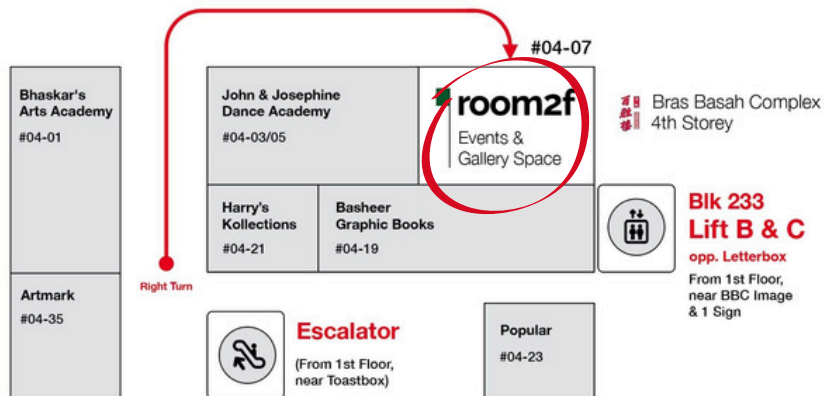 #04-07
Bhaskar's
Arts Academy
#04-01
John & Josephine
Dance Academy
#04-03/05
room2f
Events &
Gallery Space
百胜楼
Bras Basah Complex
4th Storey
Harry's
Kollections
#04-21
Basheer
Graphic Books
#04-19
Blk 233
Lift B & C
opp. Letterbox
From 1st Floor,
near BBC Image
& 1 Sign
Right Turn
Artmark
#04-35
Escalator
(From 1st Floor,
near Toastbox)
Popular
#04-23